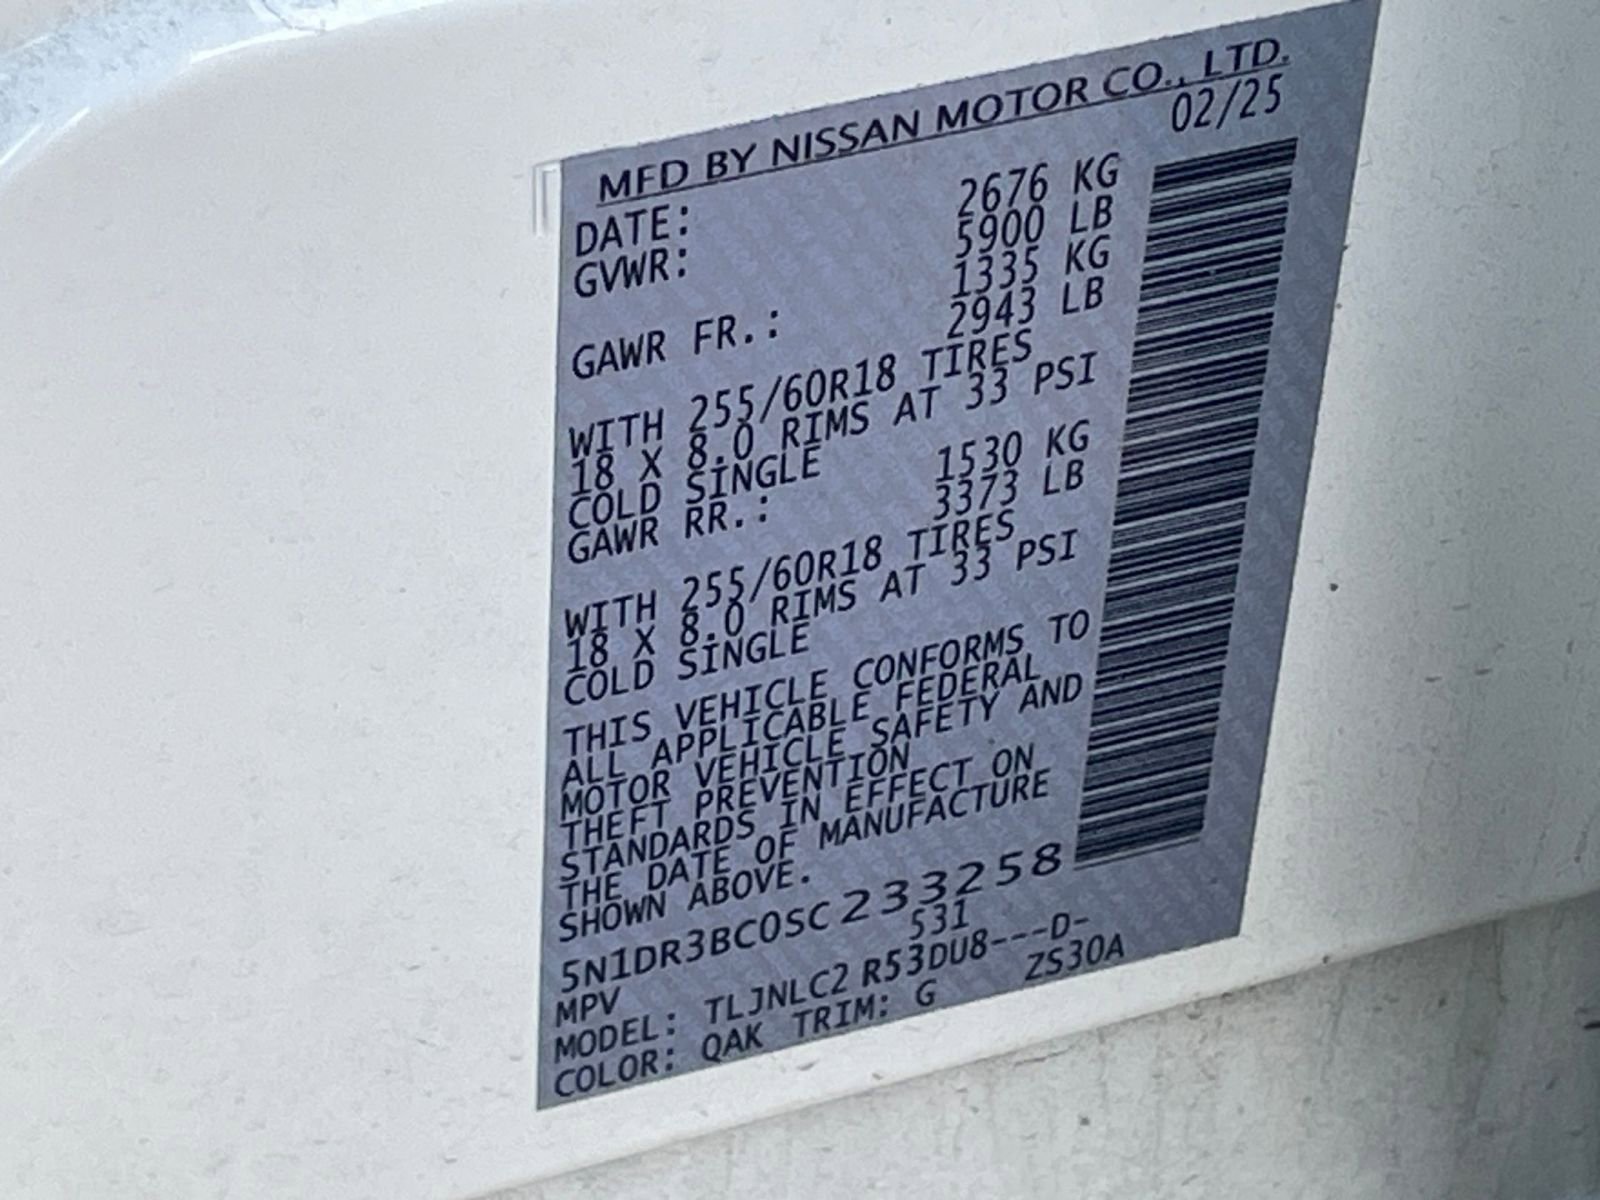 MFD BY NISSAN MOTOR CO., LTD.
DATE: 02/25
GVWR: 2676 KG
5900 LB
GAWR FR.: 1335 KG
2943 LB
WITH 255/60R18 TIRES
18 X 8.0 RIMS AT 33 PSI
COLD SINGLE
GAWR RR.: 1530 KG
3373 LB
WITH 255/60R18 TIRES
18 X 8.0 RIMS AT 33 PSI
COLD SINGLE
THIS VEHICLE CONFORMS TO
ALL APPLICABLE FEDERAL
MOTOR VEHICLE SAFETY AND
THEFT PREVENTION
STANDARDS IN EFFECT ON
THE DATE OF MANUFACTURE
SHOWN ABOVE.
5N1DR3BC0SC233258
MPV 531
MODEL: TLJNLC2 R53DU8---D-
COLOR: QAK TRIM: G ZS30A